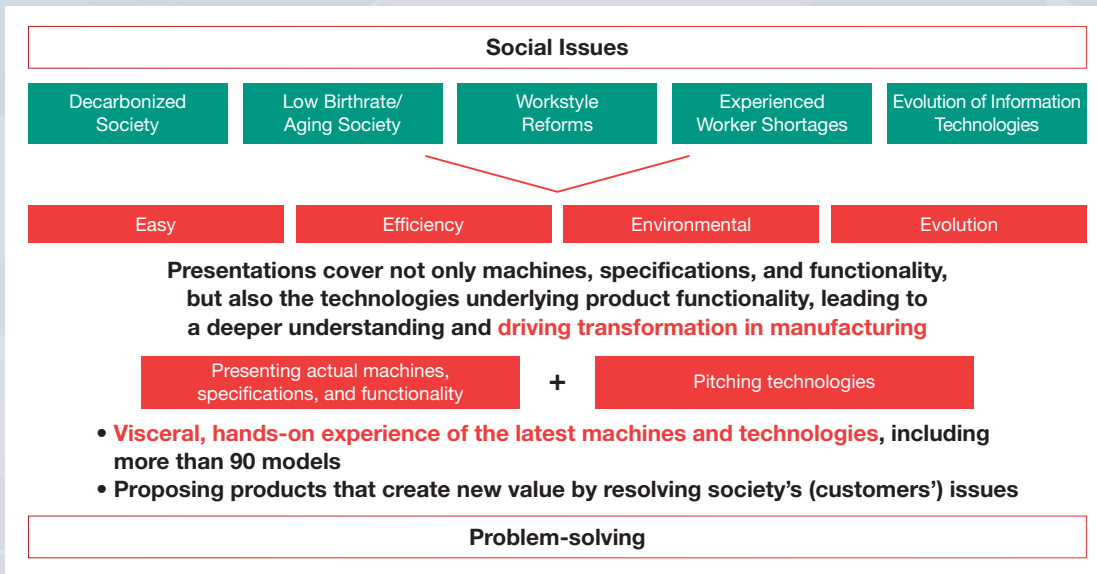 Social Issues
Decarbonized
Society
Low Birthrate/
Aging Society
Workstyle
Reforms
Experienced
Worker Shortages
Evolution of Information
Technologies
Easy
Efficiency
Environmental
Evolution
Presentations cover not only machines, specifications, and functionality,
but also the technologies underlying product functionality, leading to
a deeper understanding and driving transformation in manufacturing
Presenting actual machines,
specifications, and functionality
+
Pitching technologies
• Visceral, hands-on experience of the latest machines and technologies, including
more than 90 models
• Proposing products that create new value by resolving society’s (customers’) issues
Problem-solving